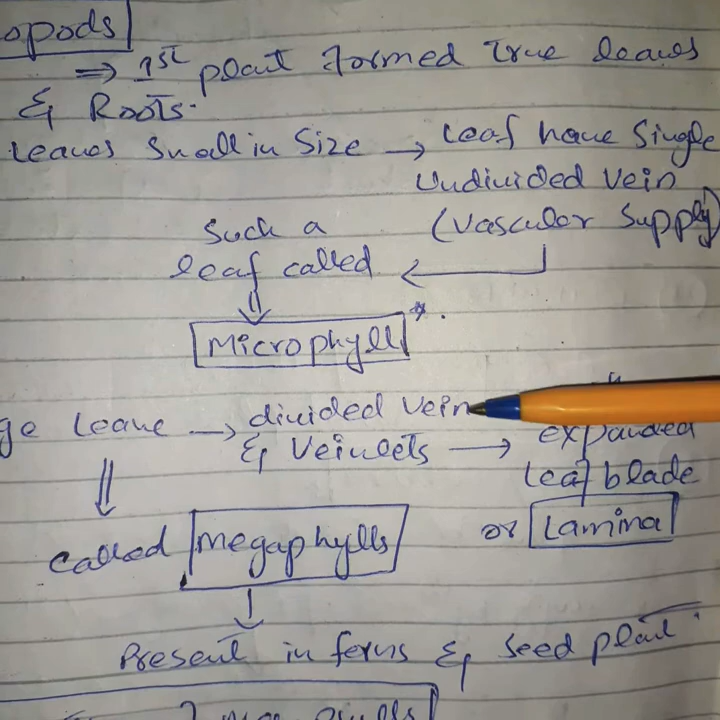 opods
⇒ 1st plant formed true leaves
& Roots.
leaves small in size → leaf have single
undivided vein
(vascular supply)
such a
leaf called ←
⇓
Microphyll *.
ge leave → divided vein
& veinlets → expanded
leaf blade
or Lamina
⇓
called Megaphylls
↓
Present in ferns & seed plant.